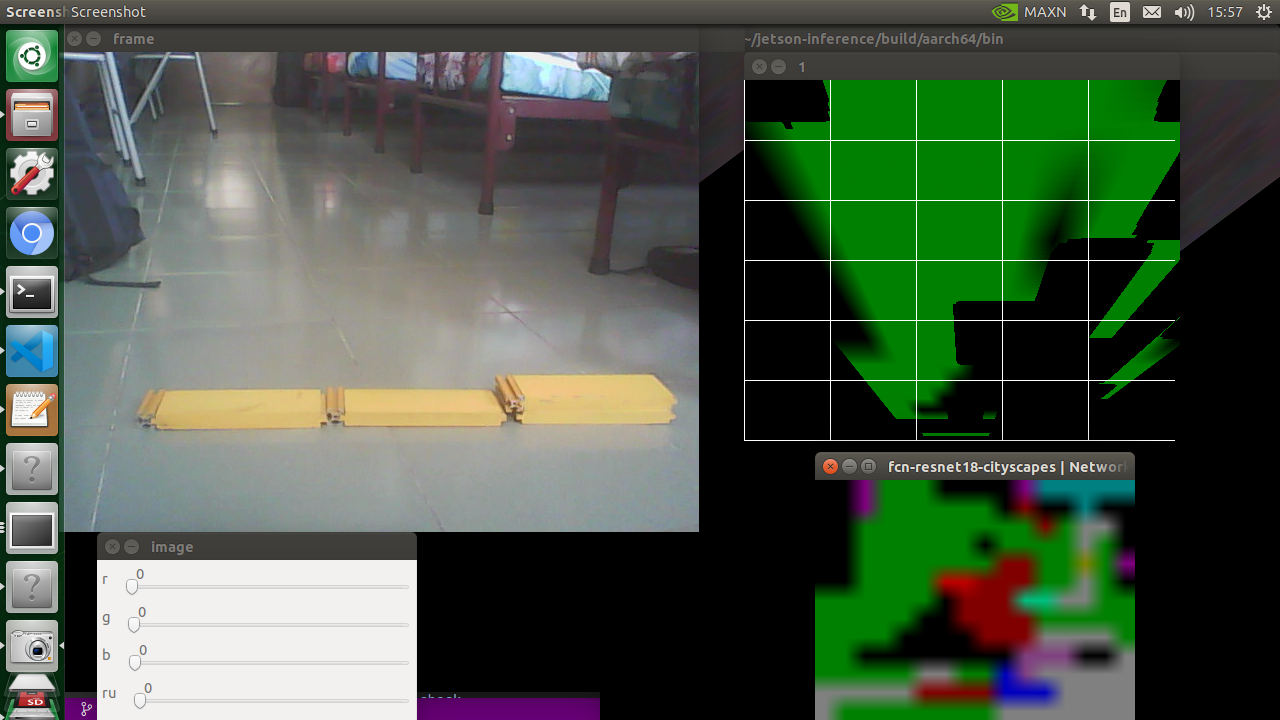 Screenshot
MAXN
En
15:57
frame
~/jetson-inference/build/aarch64/bin
1
fcn-resnet18-cityscapes | Network
image
r 0
g 0
b 0
ru 0
SD